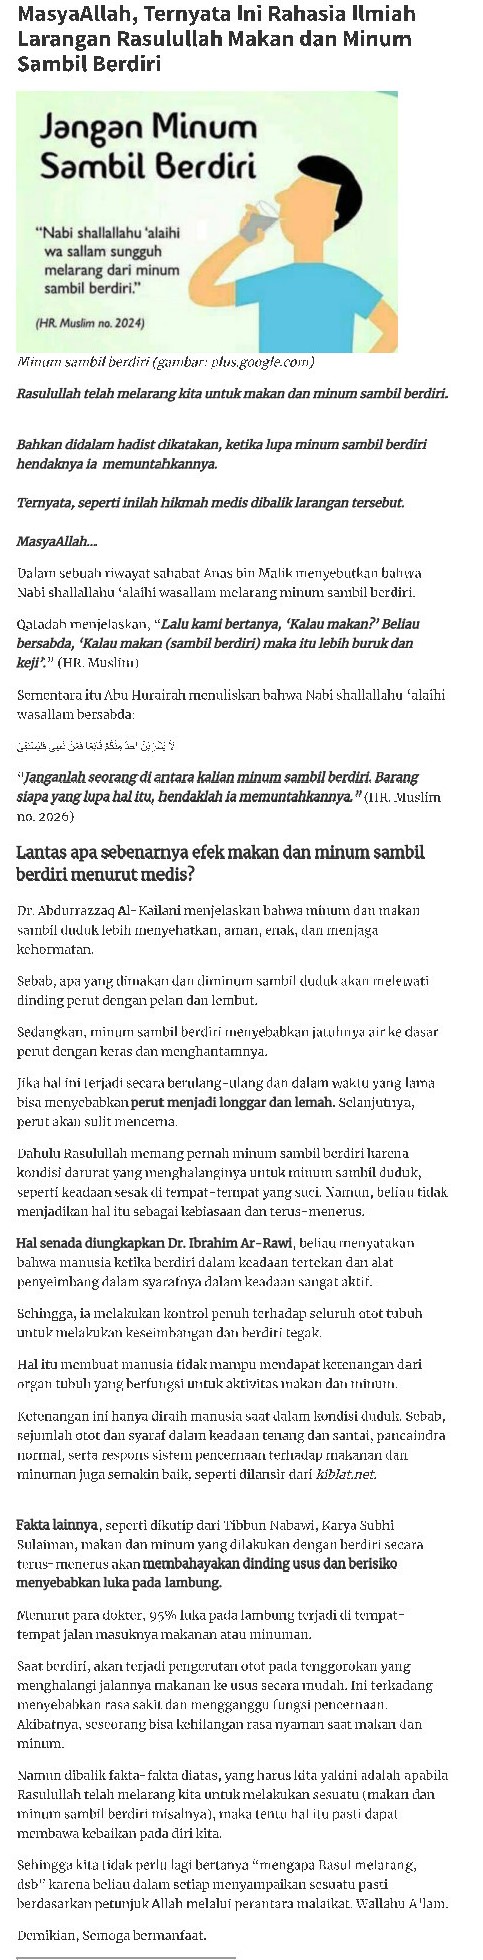 MasyaAllah, Ternyata Ini Rahasia Ilmiah
Larangan Rasulullah Makan dan Minum
Sambil Berdiri
Jangan Minum
Sambil Berdiri
“Nabi shallallahu ‘alaihi
wa sallam sungguh
melarang dari minum
sambil berdiri.”
(HR. Muslim no. 2024)
Minum sambil berdiri (gambar: plus.google.com)
Rasulullah telah melarang kita untuk makan dan minum sambil berdiri.
Bahkan didalam hadist dikatakan, ketika lupa minum sambil berdiri
hendaknya ia memuntahkannya.
Ternyata, seperti inilah hikmah medis dibalik larangan tersebut.
MasyaAllah...
Dalam sebuah riwayat sahabat Anas bin Malik menyebutkan bahwa
Nabi shallallahu ‘alaihi wasallam melarang minum sambil berdiri.
Qatadah menjelaskan, “Lalu kami bertanya, ‘Kalau makan?’ Beliau
bersabda, ‘Kalau makan (sambil berdiri) maka itu lebih buruk dan
keji’.” (HR. Muslim)
Sementara itu Abu Hurairah menuliskan bahwa Nabi shallallahu ‘alaihi
wasallam bersabda:
“Janganlah seorang di antara kalian minum sambil berdiri. Barang
siapa yang lupa hal itu, hendaklah ia memuntahkannya.” (HR. Muslim
no. 2026)
Lantas apa sebenarnya efek makan dan minum sambil
berdiri menurut medis?
Dr. Abdurrazzaq Al-Kailani menjelaskan bahwa minum dan makan
sambil duduk lebih menyehatkan, aman, enak, dan menjaga
kehormatan.
Sebab, apa yang dimakan dan diminum sambil duduk akan melewati
dinding perut dengan pelan dan lembut.
Sedangkan, minum sambil berdiri menyebabkan jatuhnya air ke dasar
perut dengan keras dan menghantamnya.
Jika hal ini terjadi secara berulang-ulang dan dalam waktu yang lama
bisa menyebabkan perut menjadi longgar dan lemah. Selanjutnya,
perut akan sulit mencerna.
Dahulu Rasulullah memang pernah minum sambil berdiri karena
kondisi darurat yang menghalanginya untuk minum sambil duduk,
seperti keadaan sesak di tempat-tempat yang suci. Namun, beliau tidak
menjadikan hal itu sebagai kebiasaan dan terus-menerus.
Hal senada diungkapkan Dr. Ibrahim Ar-Rawi, beliau menyatakan
bahwa manusia ketika berdiri dalam keadaan tertekan dan alat
penyeimbang dalam syarafnya dalam keadaan sangat aktif.
Sehingga, ia melakukan kontrol penuh terhadap seluruh otot tubuh
untuk melakukan keseimbangan dan berdiri tegak.
Hal itu membuat manusia tidak mampu mendapat ketenangan dari
organ tubuh yang berfungsi untuk aktivitas makan dan minum.
Ketenangan ini hanya diraih manusia saat dalam kondisi duduk. Sebab,
sejumlah otot dan syaraf dalam keadaan tenang dan santai, pancaindra
normal, serta respons sistem pencernaan terhadap makanan dan
minuman juga semakin baik, seperti dilansir dari kiblat.net.
Fakta lainnya, seperti dikutip dari Tibbun Nabawi, Karya Subhi
Sulaiman, makan dan minum yang dilakukan dengan berdiri secara
terus-menerus akan membahayakan dinding usus dan berisiko
menyebabkan luka pada lambung.
Menurut para dokter, 95% luka pada lambung terjadi di tempat-
tempat jalan masuknya makanan atau minuman.
Saat berdiri, akan terjadi pengerutan otot pada tenggorokan yang
menghalangi jalannya makanan ke usus secara mudah. Ini terkadang
menyebabkan rasa sakit dan mengganggu fungsi pencernaan.
Akibatnya, seseorang bisa kehilangan rasa nyaman saat makan dan
minum.
Namun dibalik fakta-fakta diatas, yang harus kita yakini adalah apabila
Rasulullah telah melarang kita untuk melakukan sesuatu (makan dan
minum sambil berdiri misalnya), maka tentu hal itu pasti dapat
membawa kebaikan pada diri kita.
Sehingga kita tidak perlu lagi bertanya “mengapa Rasul melarang,
dsb” karena beliau dalam setiap menyampaikan sesuatu pasti
berdasarkan petunjuk Allah melalui perantara malaikat. Wallahu A’lam.
Demikian, Semoga bermanfaat.